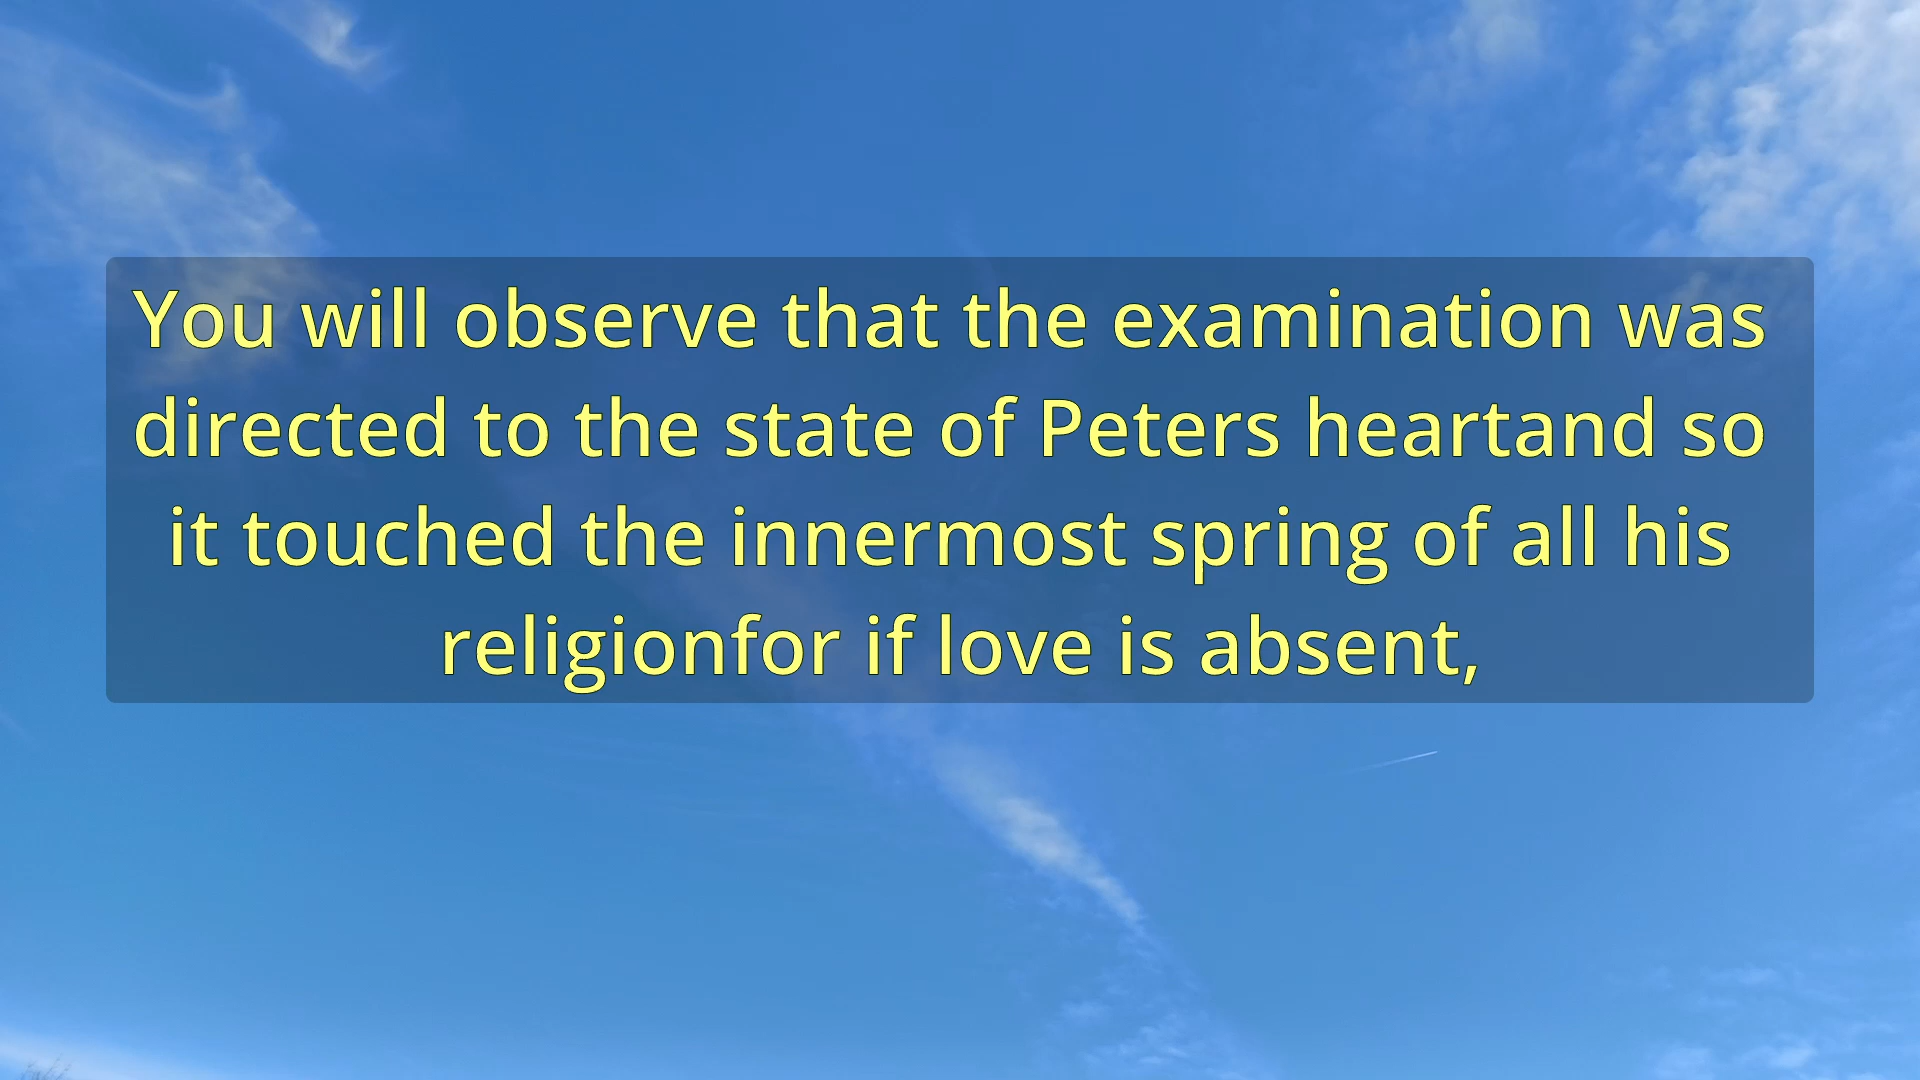 You will observe that the examination was
directed to the state of Peters heartand so
it touched the innermost spring of all his
religionfor if love is absent,